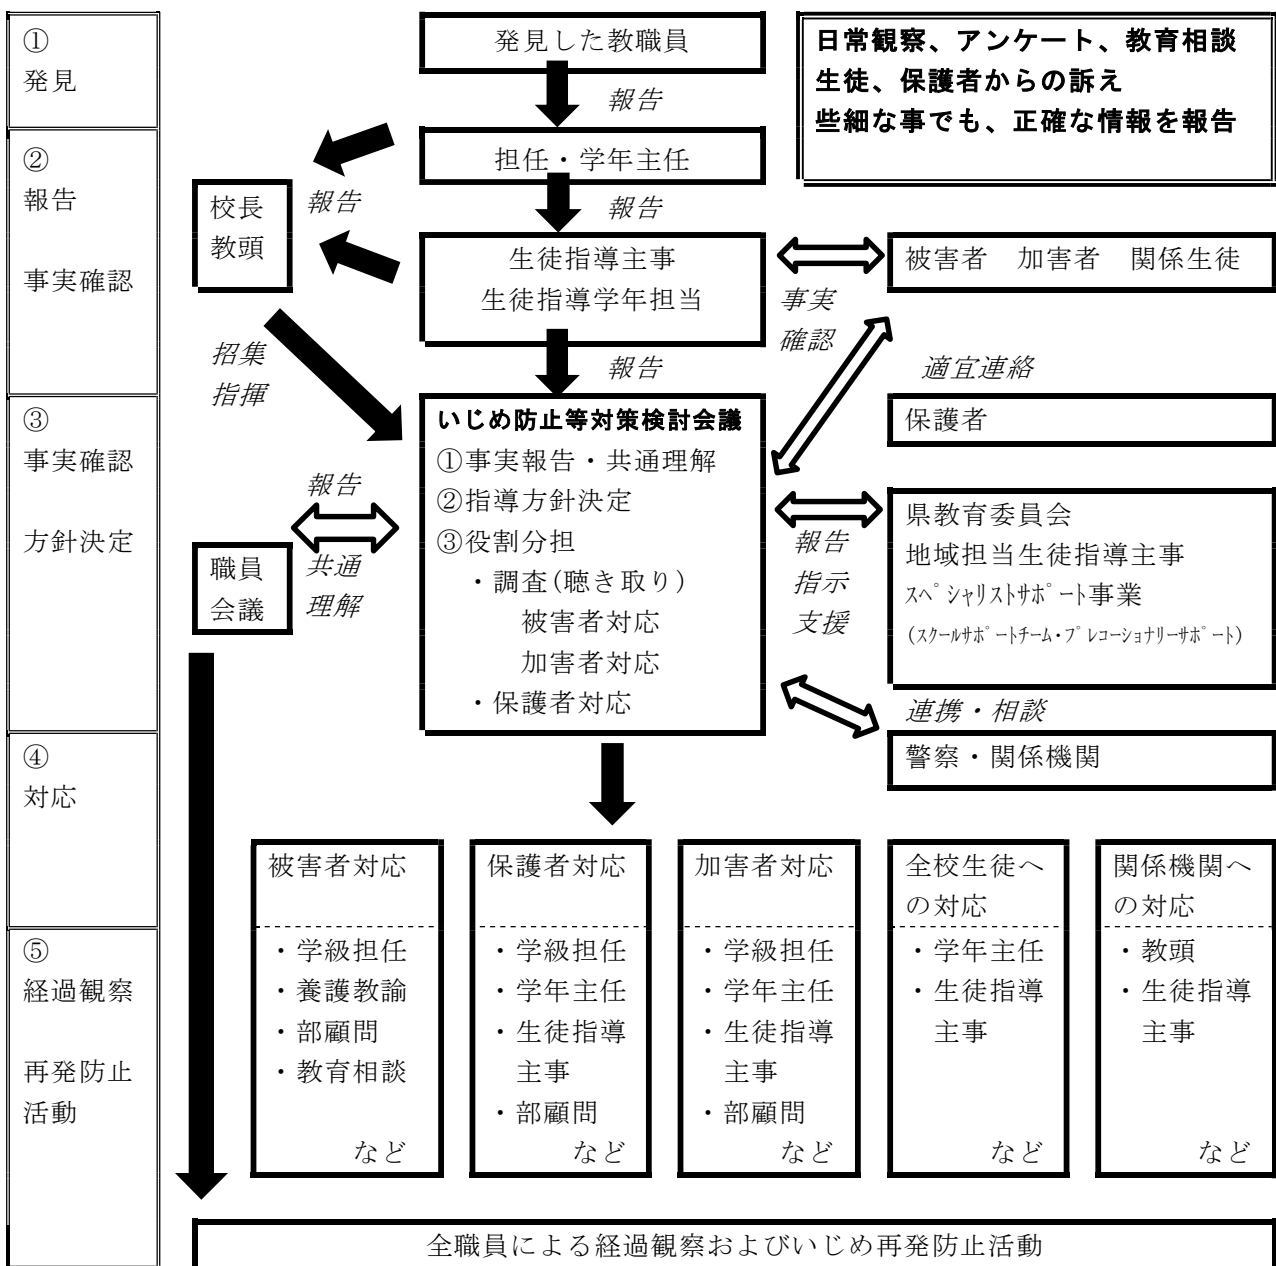 ①
発見
発見した教職員
日常観察、アンケート、教育相談
生徒、保護者からの訴え
些細な事でも、正確な情報を報告
報告
②
報告
事実確認
担任・学年主任
報告
報告
校長
教頭
生徒指導主事
生徒指導学年担当
事実
確認
被害者　加害者　関係生徒
招集
指揮
報告
適宜連絡
保護者
③
事実確認
方針決定
いじめ防止等対策検討会議
①事実報告・共通理解
②指導方針決定
③役割分担
・調査(聴き取り)
被害者対応
加害者対応
・保護者対応
報告
共通
理解
職員
会議
報告
指示
支援
県教育委員会
地域担当生徒指導主事
ｽﾍﾟｼｬﾘｽﾄｻﾎﾟｰﾄ事業
(ｽｸｰﾙｻﾎﾟｰﾄﾁｰﾑ・ﾌﾟﾚｺｰｼｮﾅﾘｰｻﾎﾟｰﾄ)
連携・相談
警察・関係機関
④
対応
被害者対応
・学級担任
・養護教諭
・部顧問
・教育相談
など
保護者対応
・学級担任
・学年主任
・生徒指導
主事
・部顧問
など
加害者対応
・学級担任
・学年主任
・生徒指導
主事
・部顧問
など
全校生徒へ
の対応
・学年主任
・生徒指導
主事
など
関係機関へ
の対応
・教頭
・生徒指導
主事
など
⑤
経過観察
再発防止
活動
全職員による経過観察およびいじめ再発防止活動